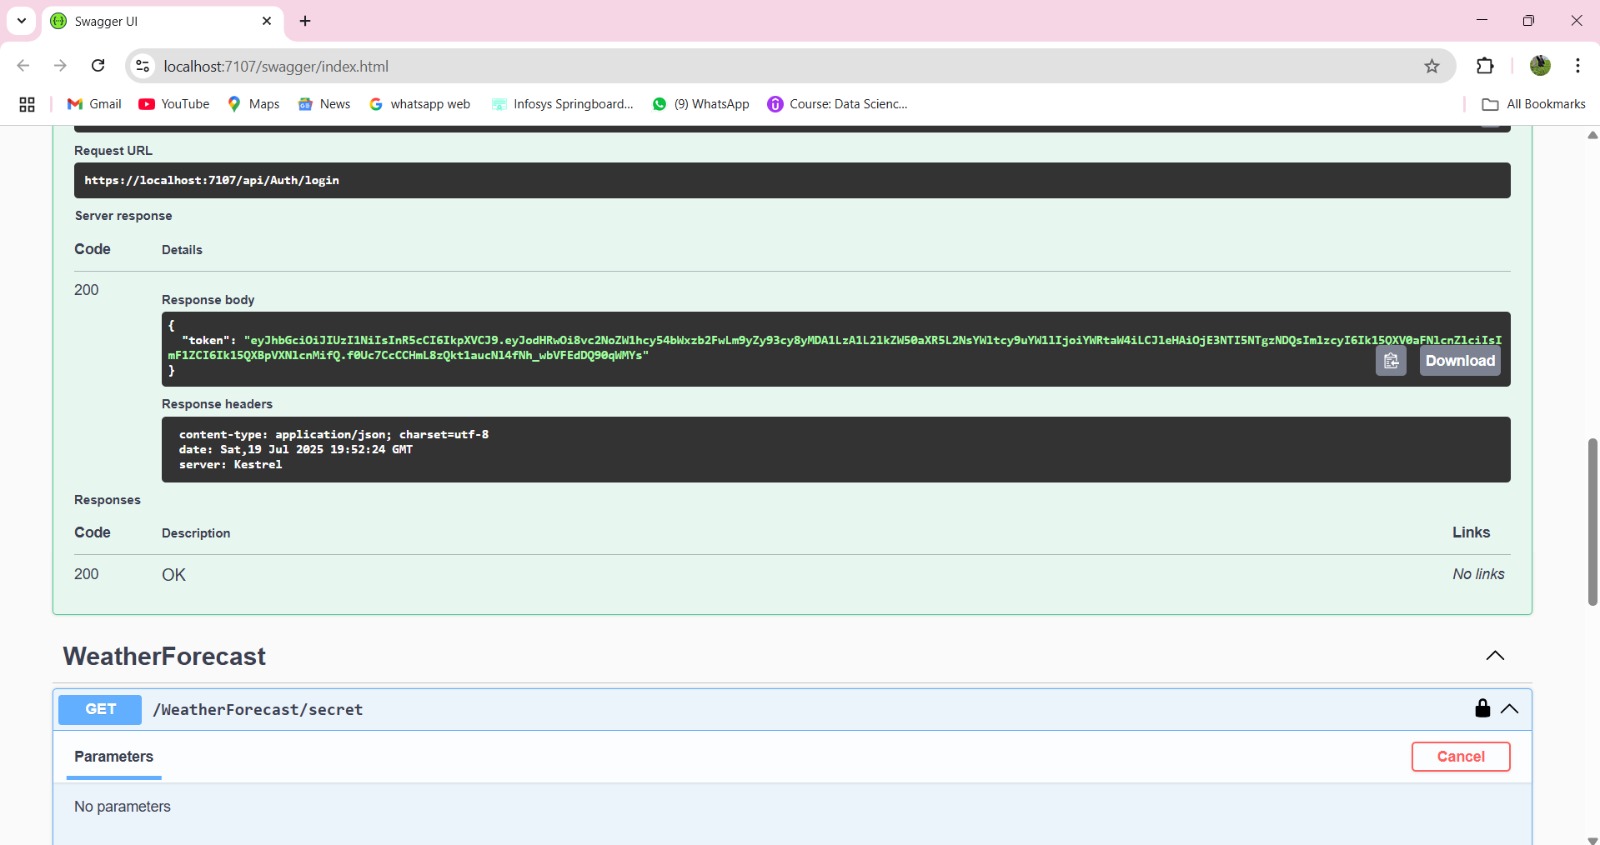 Swagger UI
localhost:7107/swagger/index.html
Gmail YouTube Maps News whatsapp web Infosys Springboard... (9) WhatsApp Course: Data Scienc... All Bookmarks
Request URL
https://localhost:7107/api/Auth/login
Server response
Code Details
200
Response body
{
"token": "eyJhbGciOiJIUzI1NiIsInR5cCI6IkpXVCJ9.eyJodHRwOi8vc2NoZW1hcy54bWxzb2FwLm9yZy93cy8yMDA1LzA1L2lkZW50aXR5L2NsYWltcy9uYW1lIjoiYWRtaW4iLCJleHAiOjE3NTI5NTgzNDQsImlzcyI6Ik15QXV0aFNlcnZlciIsI
mF1ZCI6Ik15QXBpVXNlcnMifQ.f0Uc7CcCCHmL8zQkt1aucNl4fNh_wbVFEdDQ90qWMYs"
}
Download
Response headers
content-type: application/json; charset=utf-8
date: Sat,19 Jul 2025 19:52:24 GMT
server: Kestrel
Responses
Code Description Links
200 OK No links
WeatherForecast
GET /WeatherForecast/secret
Parameters Cancel
No parameters